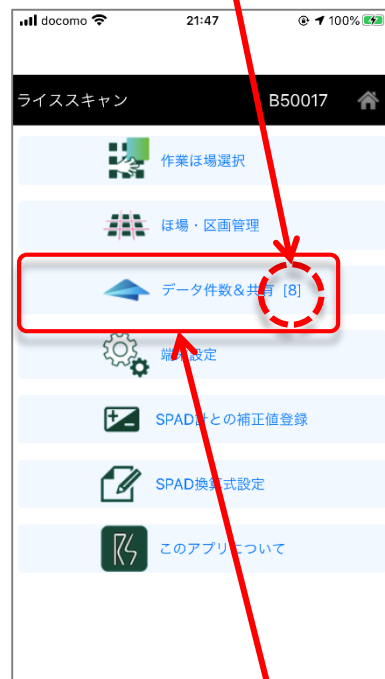 docomo 21:47 100%
ライススキャン B50017
作業ほ場選択
ほ場・区画管理
データ件数&共有 [8]
端末設定
SPAD計との補正値登録
SPAD換算式設定
RS
このアプリについて